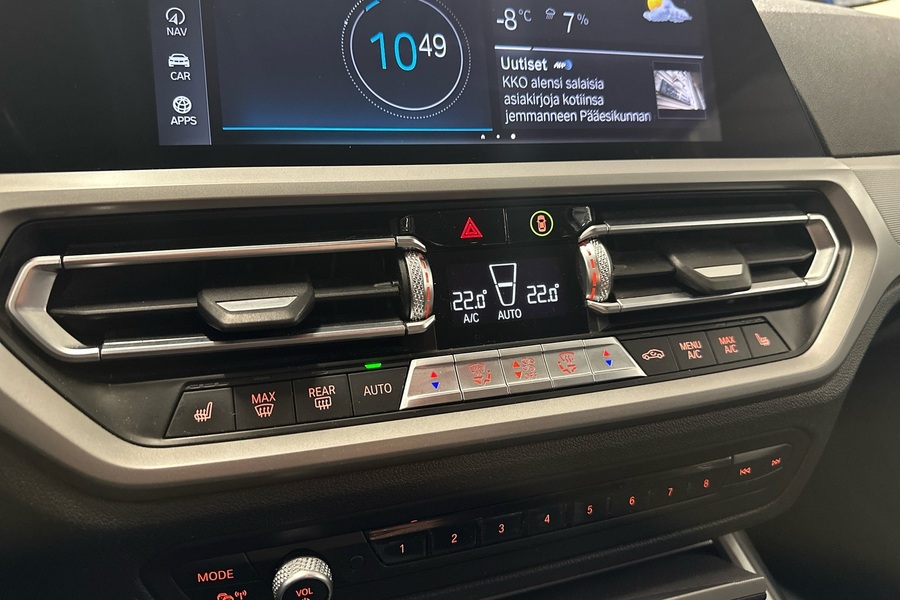 NAV
CAR
APPS
10 49
-8°C 7%
Uutiset AFP
KKO alensi salaisia
asiakirjoja kotiinsa
jemmanneen Pääesikunnan
22.0° 22.0°
A/C AUTO
MAX
REAR
AUTO
MENU
A/C
MAX
A/C
1 2 3 4 5 6 7 8
MODE
VOL